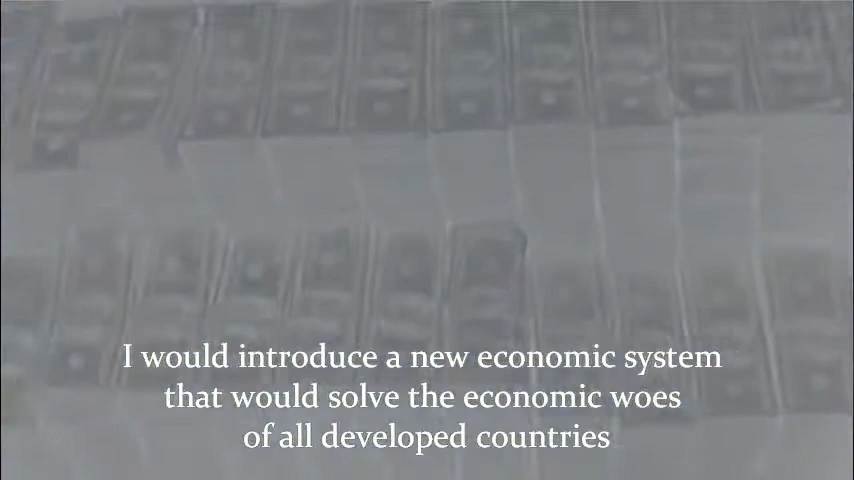 I would introduce a new economic system
that would solve the economic woes
of all developed countries